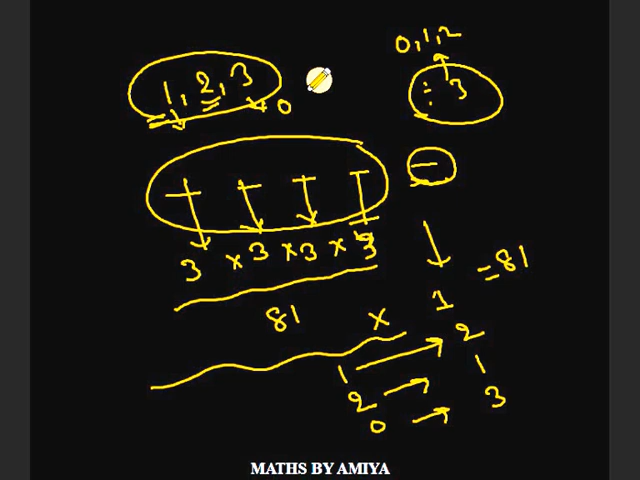 0,1,2
1, 2, 3
0
÷ 3
3 × 3 × 3 × 3
81 × 1 = 81
1 → 2
2 → 1
0 → 3
MATHS BY AMIYA